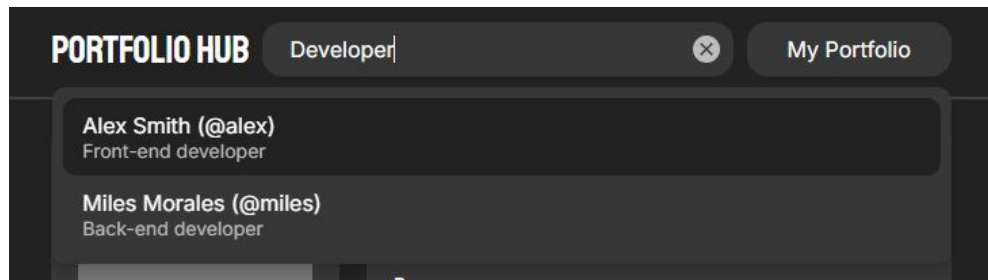 PORTFOLIO HUB Developer My Portfolio
Alex Smith (@alex)
Front-end developer
Miles Morales (@miles)
Back-end developer